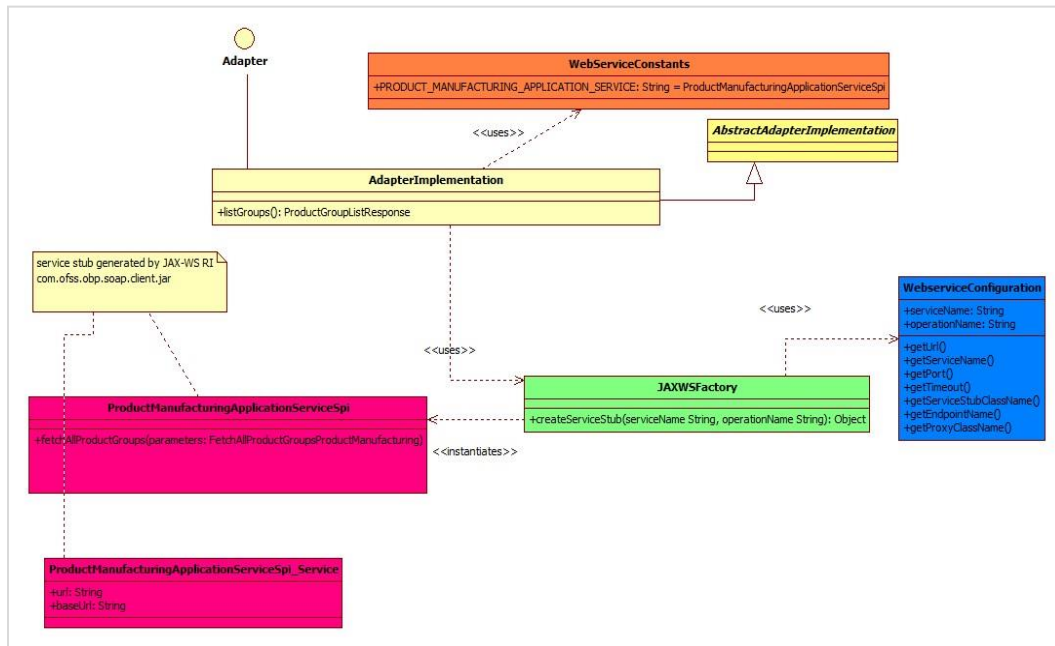 Adapter
WebServiceConstants
+PRODUCT_MANUFACTURING_APPLICATION_SERVICE: String = ProductManufacturingApplicationServiceSpi
<<uses>>
AbstractAdapterImplementation
AdapterImplementation
+listGroups(): ProductGroupListResponse
service stub generated by JAX-WS RI
com.ofss.obp.soap.client.jar
WebserviceConfiguration
+serviceName: String
+operationName: String
+getUrl()
+getServiceName()
+getPort()
+getTimeout()
+getServiceStubClassName()
+getEndpointName()
+getProxyClassName()
<<uses>>
<<uses>>
JAXWSFactory
+createServiceStub(serviceName String, operationName String): Object
ProductManufacturingApplicationServiceSpi
+fetchAllProductGroups(parameters: FetchAllProductGroupsProductManufacturing)
<<instantiates>>
ProductManufacturingApplicationServiceSpi_Service
+url: String
+baseUrl: String